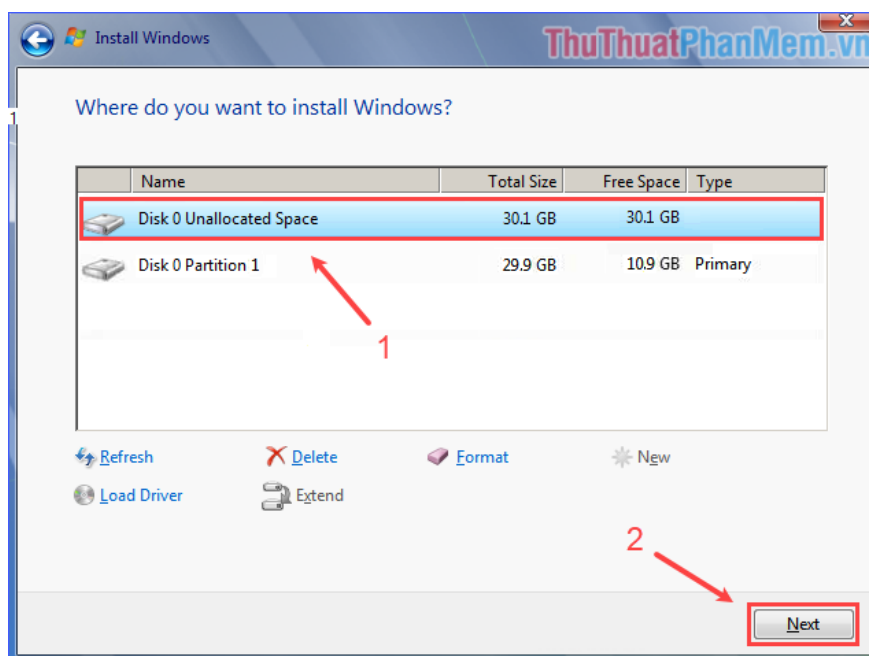 Install Windows
ThuThuatPhanMem.vn
1
Where do you want to install Windows?
Name Total Size Free Space Type
Disk 0 Unallocated Space 30.1 GB 30.1 GB
Disk 0 Partition 1 29.9 GB 10.9 GB Primary
1
Refresh Delete Format New
Load Driver Extend
2
Next